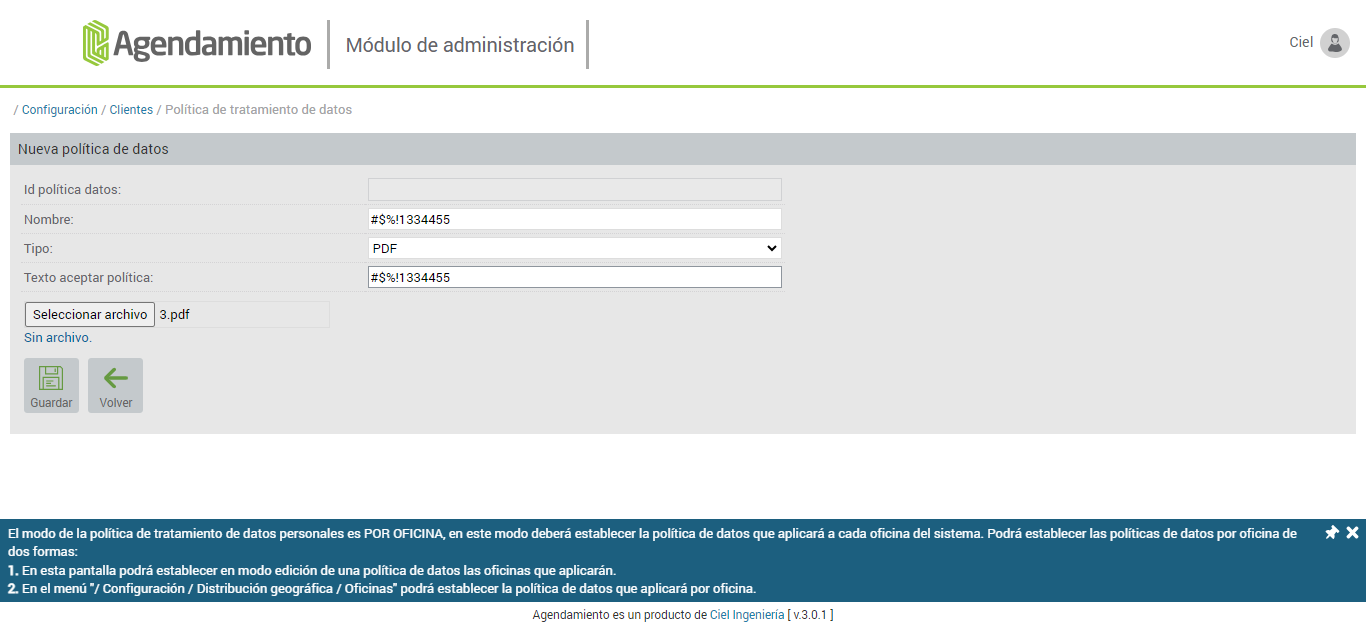 Agendamiento
Módulo de administración
Ciel
/ Configuración / Clientes / Política de tratamiento de datos
Nueva política de datos
Id política datos:
Nombre: #$%!1334455
Tipo: PDF
Texto aceptar política: #$%!1334455
Seleccionar archivo 3.pdf
Sin archivo.
Guardar Volver
El modo de la política de tratamiento de datos personales es POR OFICINA, en este modo deberá establecer la política de datos que aplicará a cada oficina del sistema. Podrá establecer las políticas de datos por oficina de
dos formas:
1. En esta pantalla podrá establecer en modo edición de una política de datos las oficinas que aplicarán.
2. En el menú "/ Configuración / Distribución geográfica / Oficinas" podrá establecer la política de datos que aplicará por oficina.
Agendamiento es un producto de Ciel Ingeniería [ v.3.0.1 ]